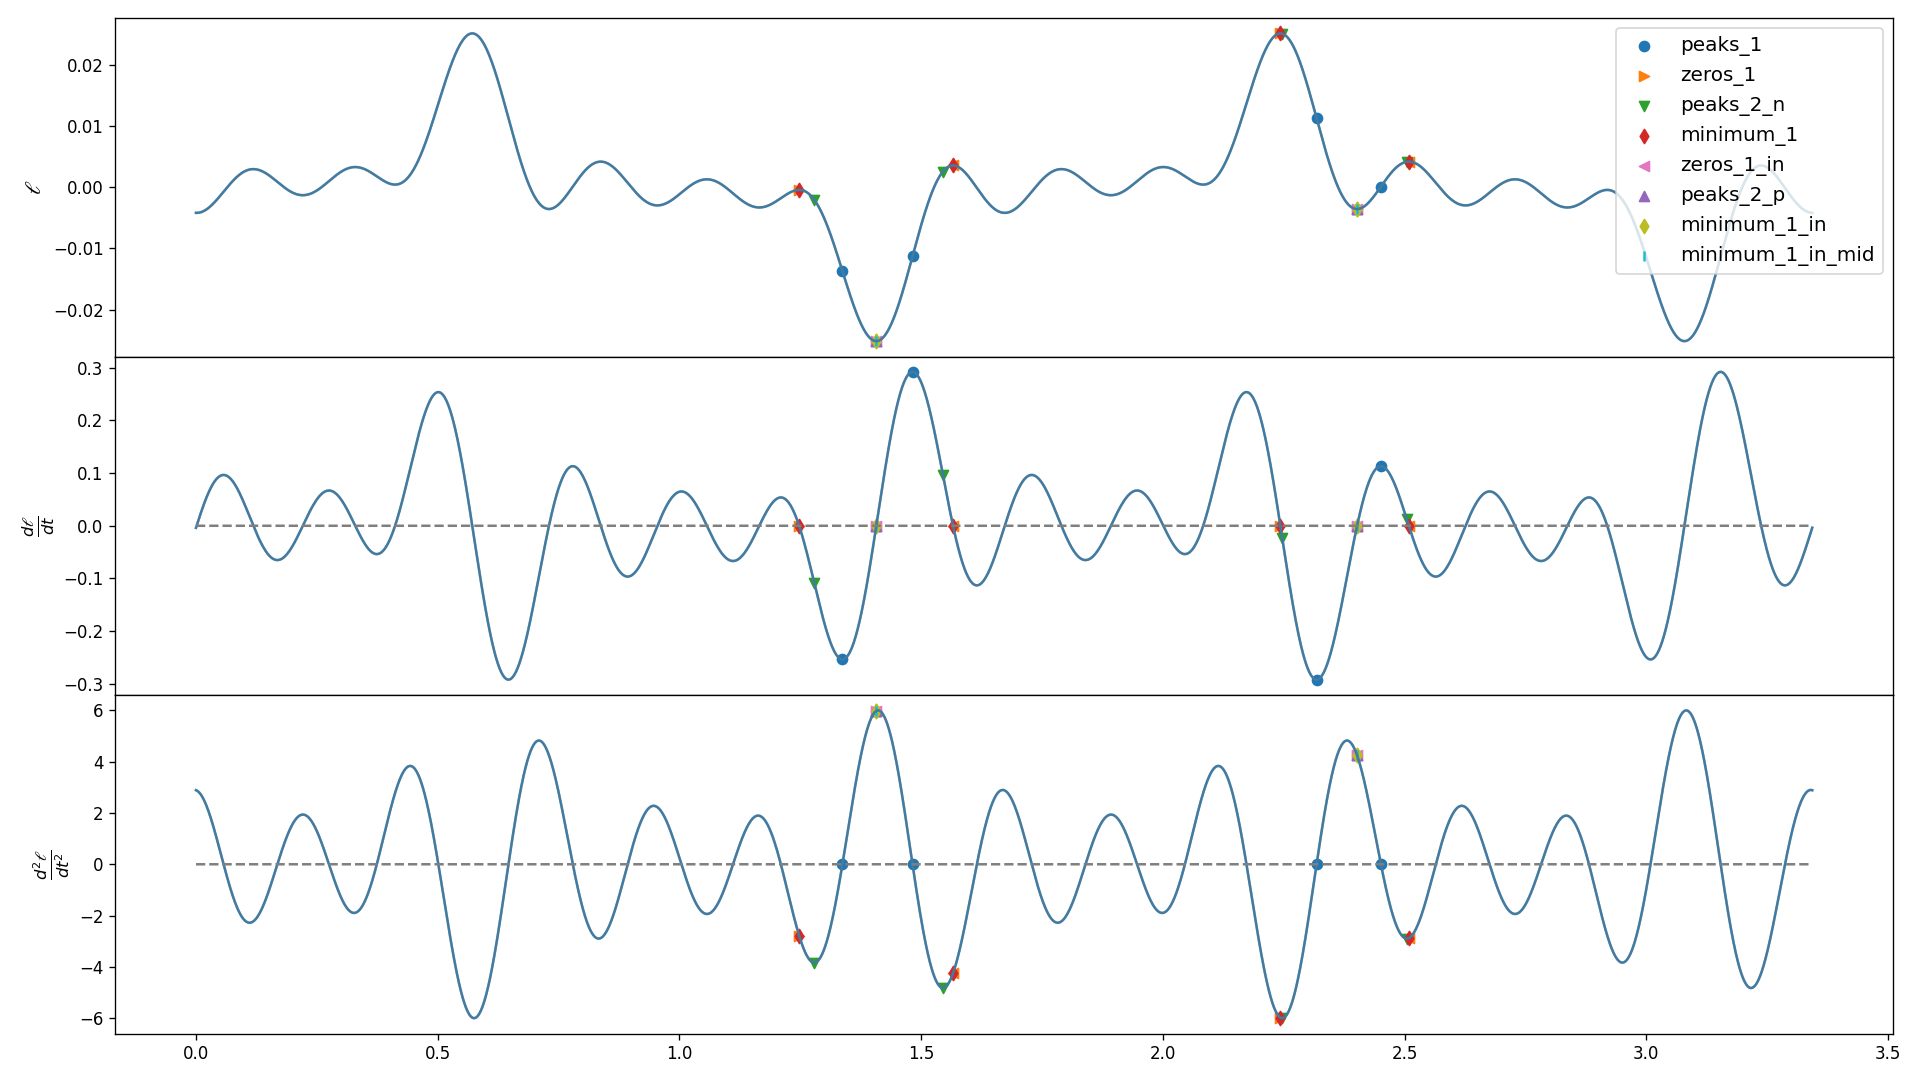 0.02
0.01
0.00
−0.01
−0.02
ℓ
peaks_1
zeros_1
peaks_2_n
minimum_1
zeros_1_in
peaks_2_p
minimum_1_in
minimum_1_in_mid
0.3
0.2
0.1
0.0
−0.1
−0.2
−0.3
dℓ
dt
6
4
2
0
−2
−4
−6
d²ℓ
dt²
0.0 0.5 1.0 1.5 2.0 2.5 3.0 3.5